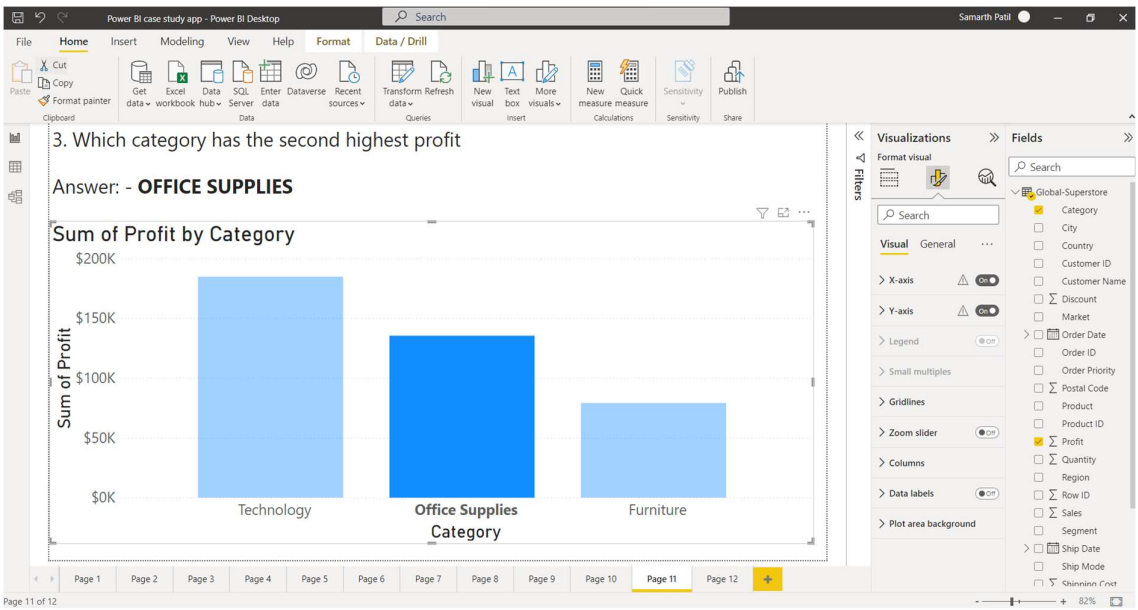 Power BI case study app - Power BI Desktop
Search
Samarth Patil
File Home Insert Modeling View Help Format Data / Drill
Paste
Cut
Copy
Format painter
Clipboard
Get data
Excel workbook
Data hub
SQL Server
Enter data
Dataverse
Recent sources
Data
Transform data
Refresh
Queries
New visual
Text box
More visuals
Insert
New measure
Quick measure
Calculations
Sensitivity
Sensitivity
Publish
Share
3. Which category has the second highest profit
Answer: - OFFICE SUPPLIES
Sum of Profit by Category
Sum of Profit
$200K
$150K
$100K
$50K
$0K
Technology Office Supplies Furniture
Category
Filters
Visualizations
Format visual
Search
Visual General
X-axis On
Y-axis On
Legend Off
Small multiples
Gridlines
Zoom slider Off
Columns
Data labels Off
Plot area background
Fields
Search
Global-Superstore
Category
City
Country
Customer ID
Customer Name
Discount
Market
Order Date
Order ID
Order Priority
Postal Code
Product
Product ID
Profit
Quantity
Region
Row ID
Sales
Segment
Ship Date
Ship Mode
Shipping Cost
Page 1 Page 2 Page 3 Page 4 Page 5 Page 6 Page 7 Page 8 Page 9 Page 10 Page 11 Page 12 +
Page 11 of 12
- + 82%